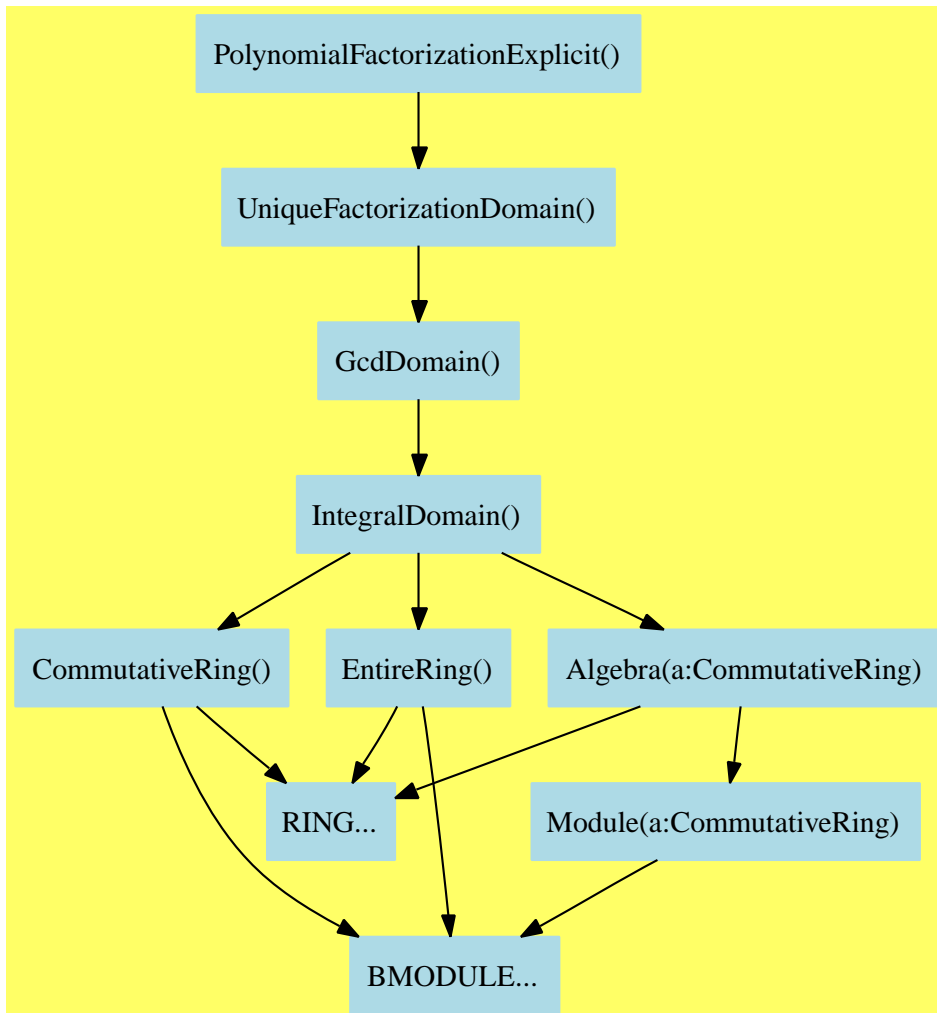 PolynomialFactorizationExplicit()
UniqueFactorizationDomain()
GcdDomain()
IntegralDomain()
CommutativeRing()
EntireRing()
Algebra(a:CommutativeRing)
RING...
Module(a:CommutativeRing)
BMODULE...